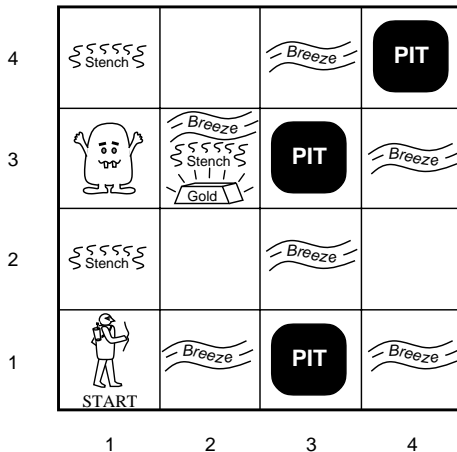 4
Stench
Breeze
PIT
3
Breeze
Stench
Gold
PIT
Breeze
2
Stench
Breeze
1
START
Breeze
PIT
Breeze
1 2 3 4